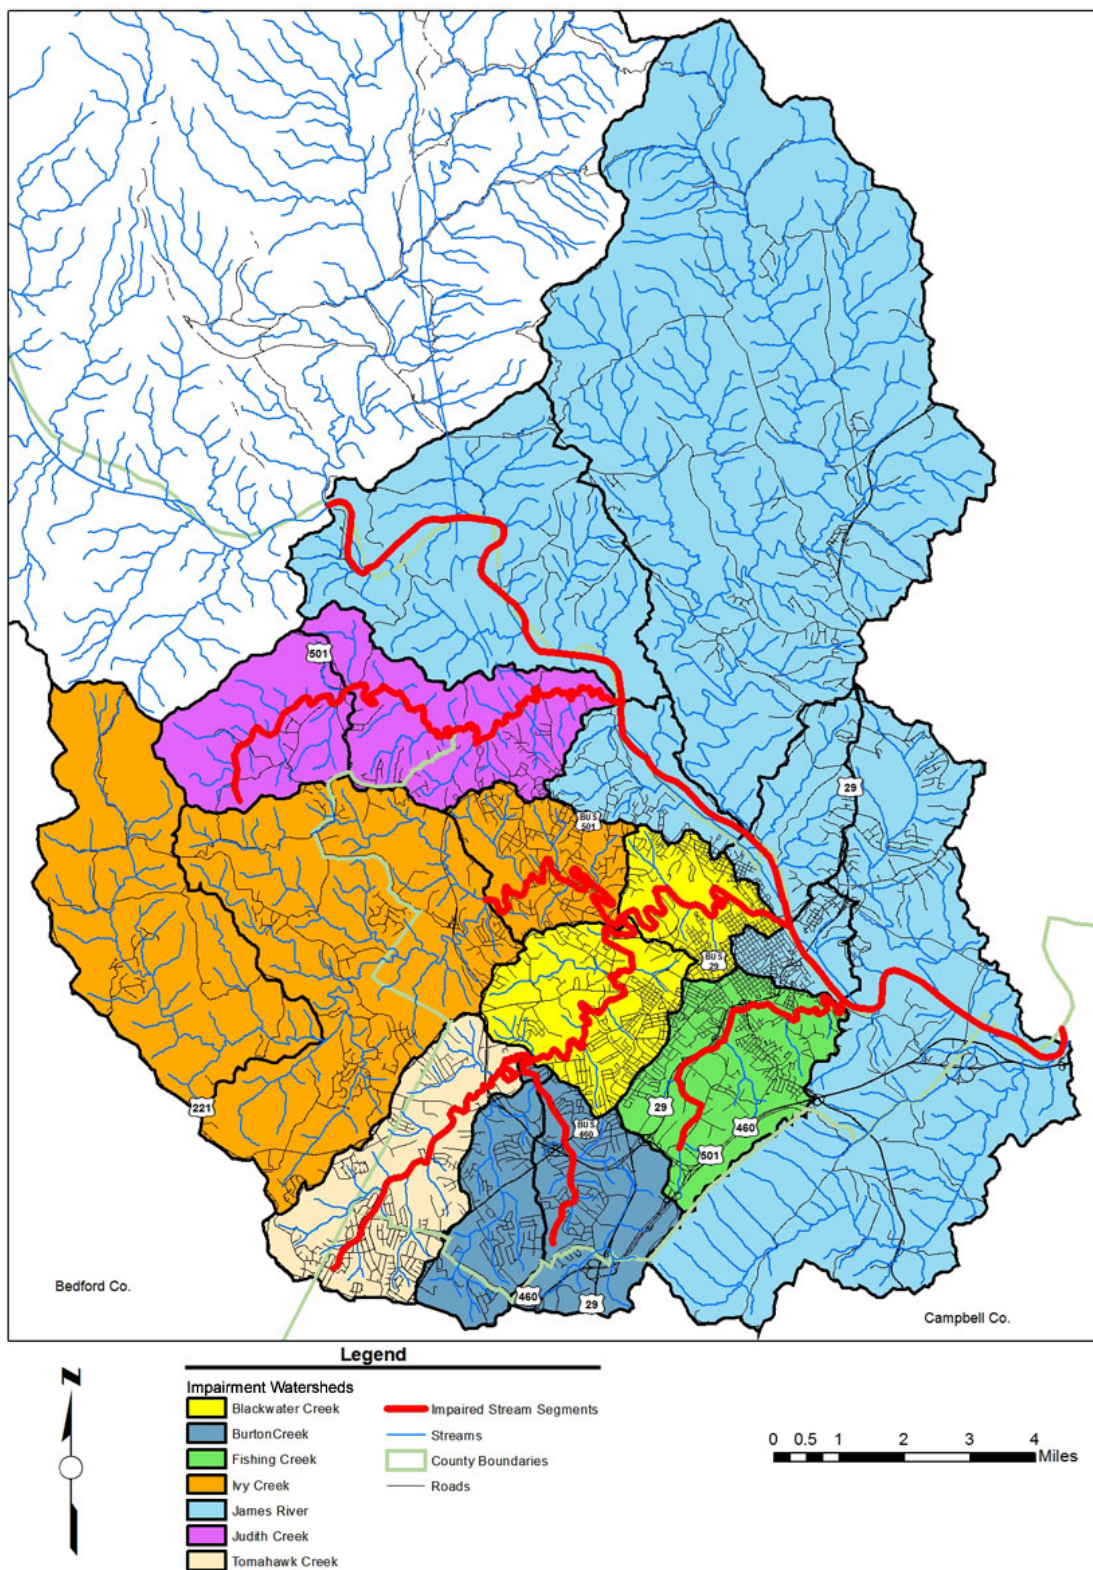 501
29
BUS
501
BUS
29
221
29
460
BUS
460
501
460
29
Bedford Co.
Campbell Co.
Legend
N
Impairment Watersheds
Blackwater Creek
BurtonCreek
Fishing Creek
Ivy Creek
James River
Judith Creek
Tomahawk Creek
Impaired Stream Segments
Streams
County Boundaries
Roads
0 0.5 1 2 3 4
Miles